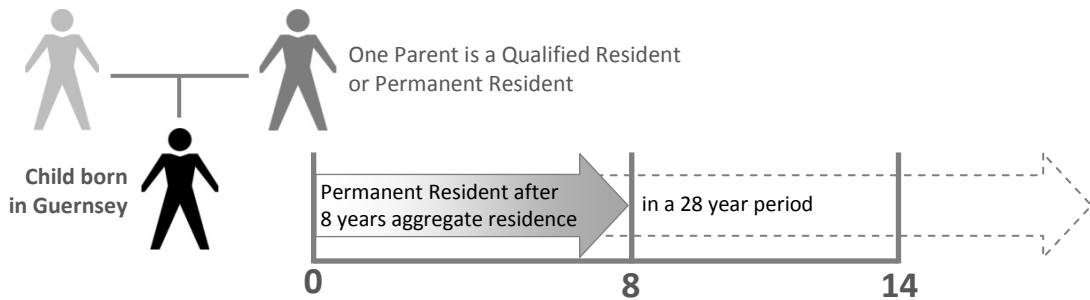 One Parent is a Qualified Resident
or Permanent Resident
Child born
in Guernsey
Permanent Resident after
8 years aggregate residence
in a 28 year period
0
8
14